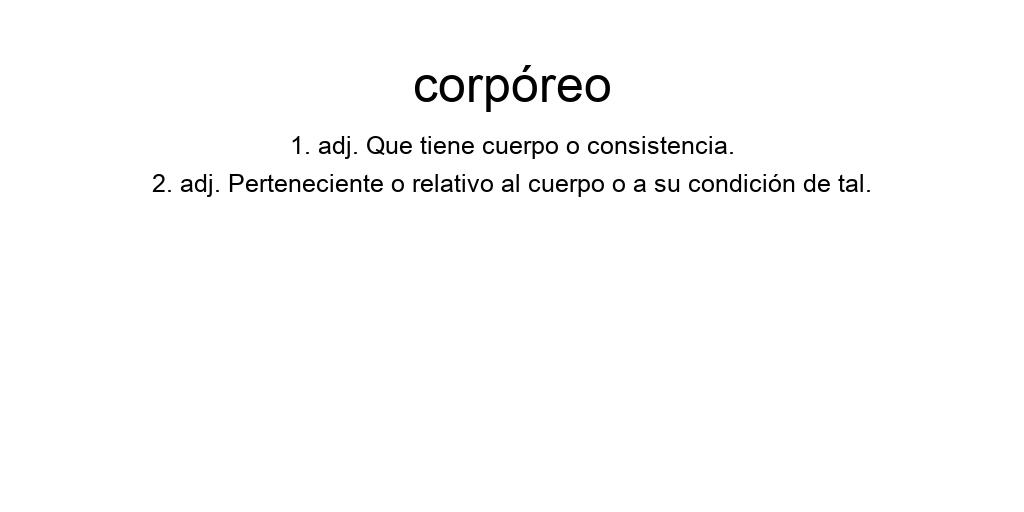 corpóreo
1. adj. Que tiene cuerpo o consistencia.
2. adj. Perteneciente o relativo al cuerpo o a su condición de tal.